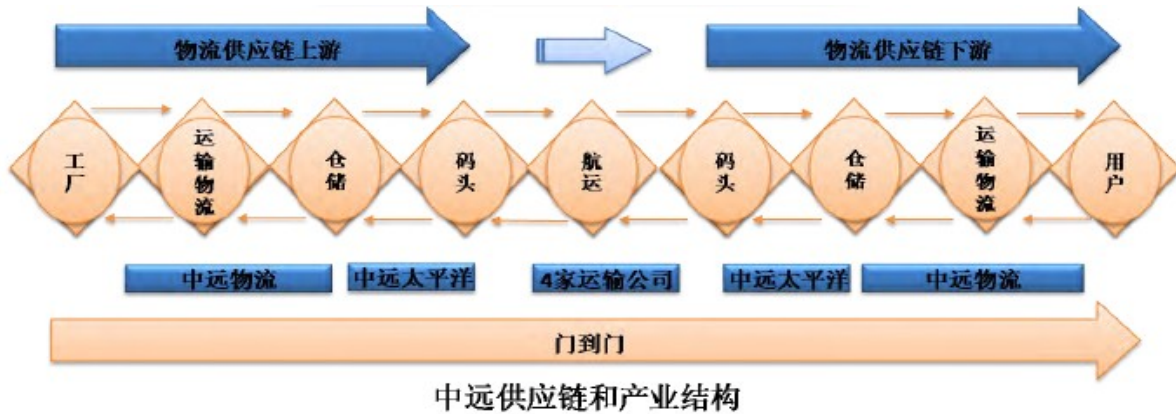 物流供应链上游
物流供应链下游
工厂
运输物流
仓储
码头
航运
码头
仓储
运输物流
用户
中远物流
中远太平洋
4家运输公司
中远太平洋
中远物流
门到门
中远供应链和产业结构